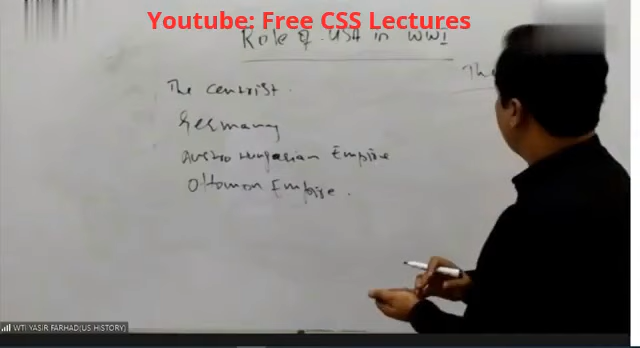 Youtube: Free CSS Lectures
Role of USA in WWI
The
The centrist.
Germany
Austro Hungarian Empire
Ottoman Empire.
WTI YASIR FARHAD(US HISTORY)